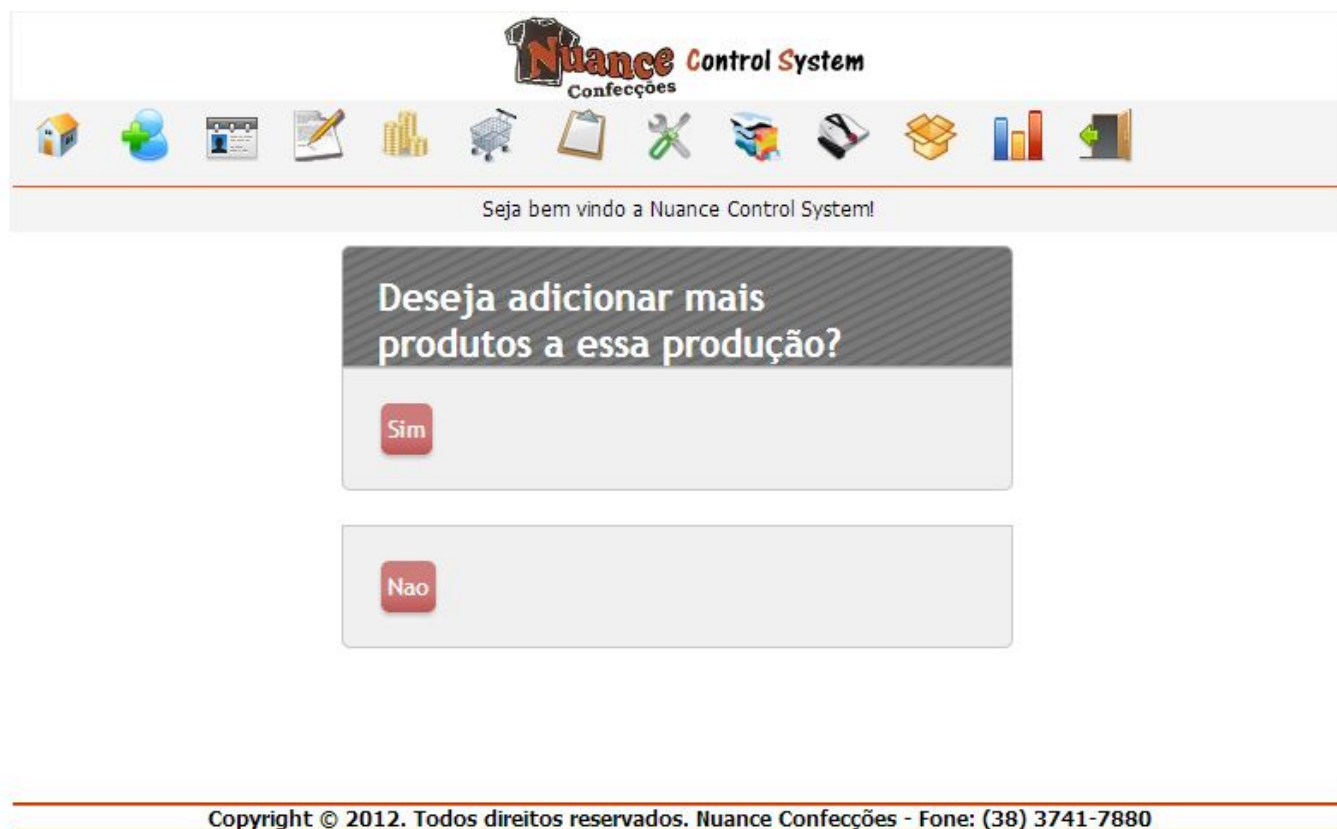 Nuance Control System
Confecções
Seja bem vindo a Nuance Control System!
Deseja adicionar mais
produtos a essa produção?
Sim
Nao
Copyright © 2012. Todos direitos reservados. Nuance Confecções - Fone: (38) 3741-7880